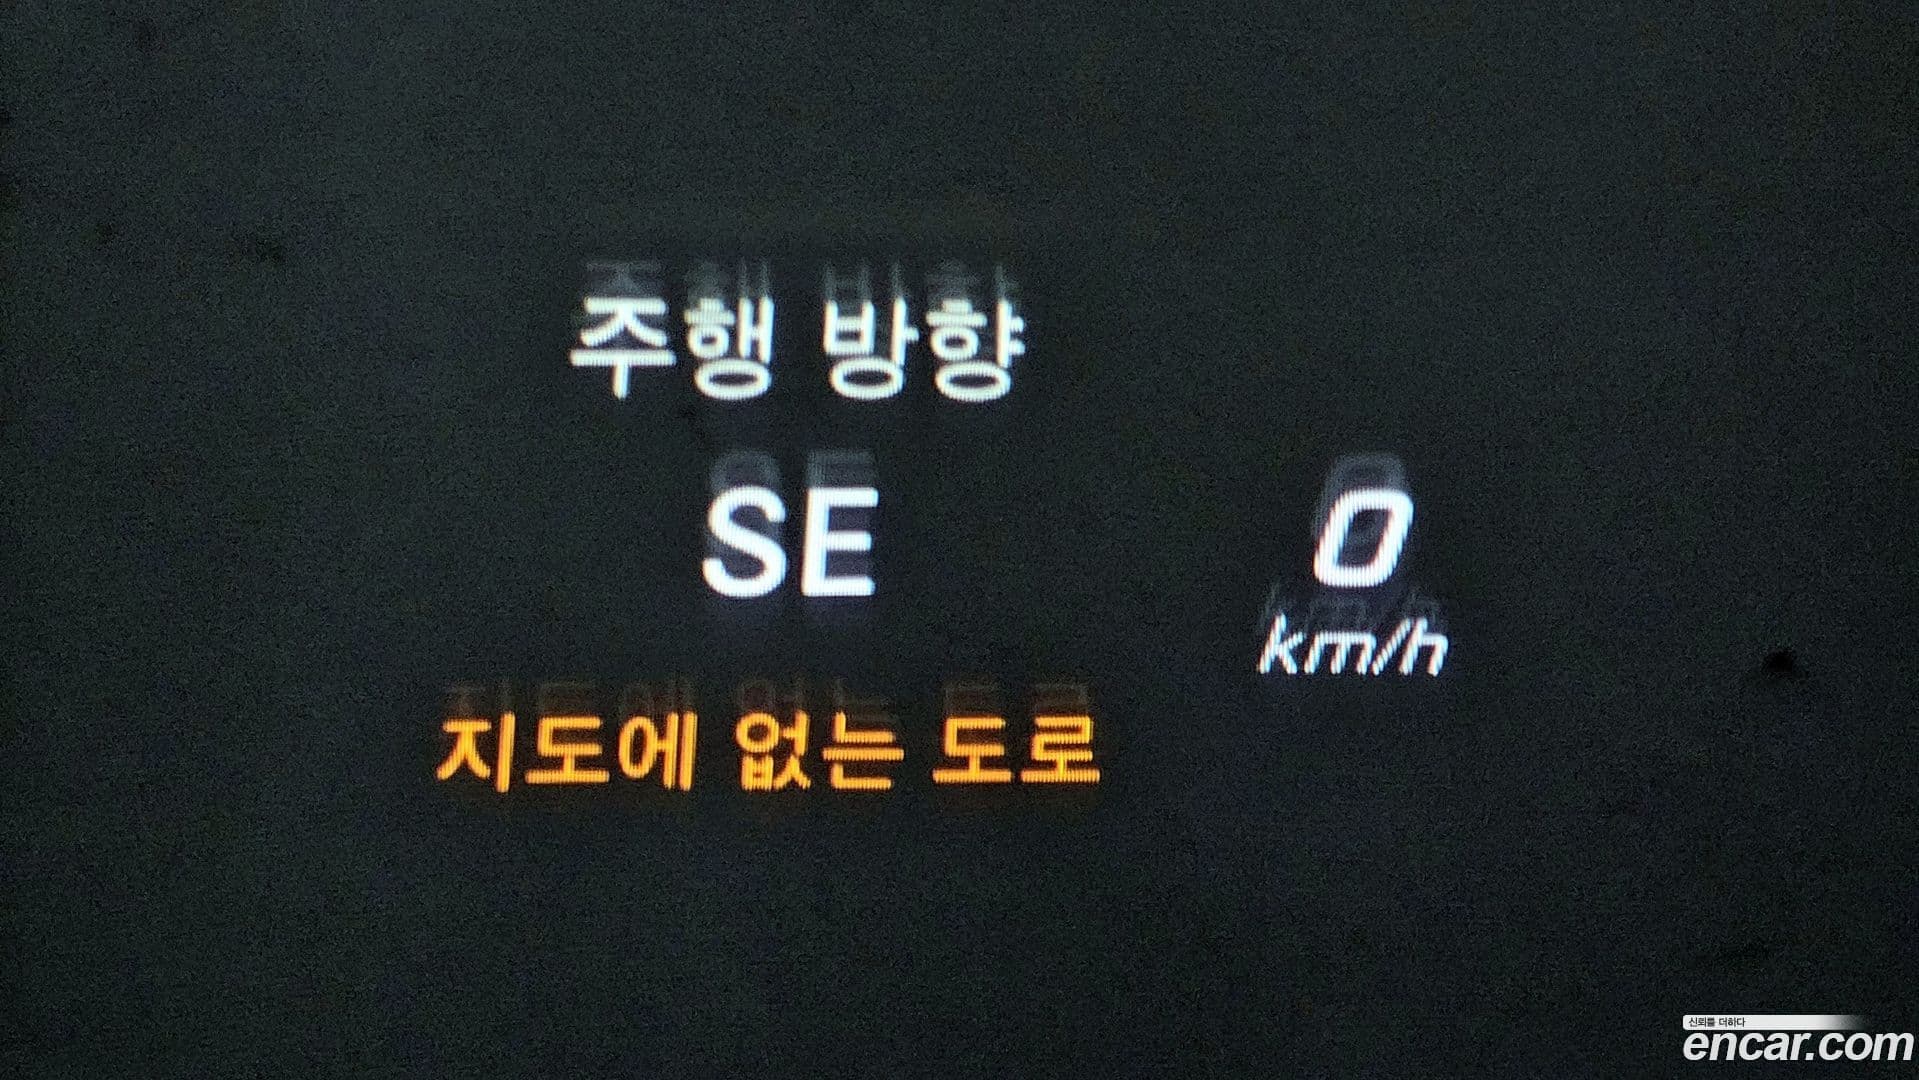 주행 방향
SE
0
km/h
지도에 없는 도로
신뢰를 더하다
encar.com